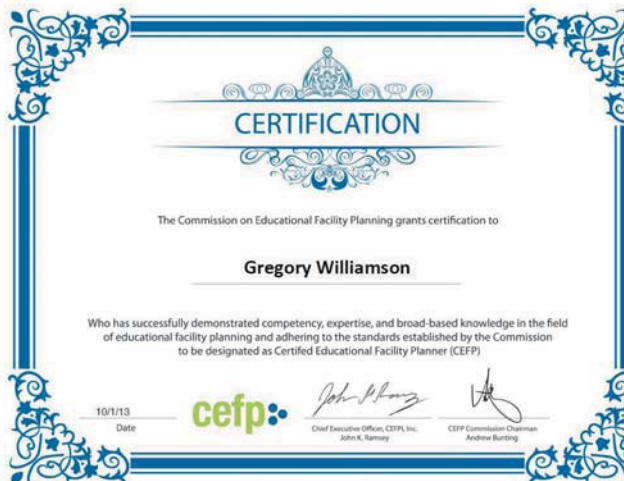 CERTIFICATION
The Commission on Educational Facility Planning grants certification to
Gregory Williamson
Who has successfully demonstrated competency, expertise, and broad-based knowledge in the field
of educational facility planning and adhering to the standards established by the Commission
to be designated as Certifed Educational Facility Planner (CEFP)
10/1/13
Date
cefp
Chief Executive Officer, CEFPI, Inc.
John K. Ramsey
CEFP Commission Chairman
Andrew Bunting